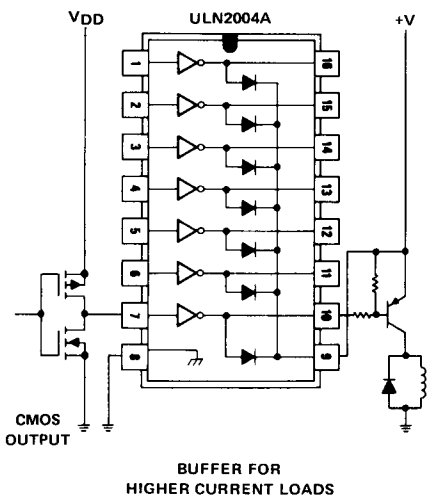 VDD
ULN2004A
+V
1
16
2
15
3
14
4
13
5
12
6
11
7
10
8
9
CMOS
OUTPUT
BUFFER FOR
HIGHER CURRENT LOADS